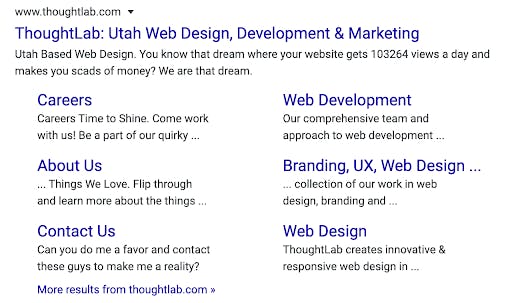 www.thoughtlab.com
ThoughtLab: Utah Web Design, Development & Marketing
Utah Based Web Design. You know that dream where your website gets 103264 views a day and
makes you scads of money? We are that dream.
Careers
Careers Time to Shine. Come work
with us! Be a part of our quirky ...
Web Development
Our comprehensive team and
approach to web development ...
About Us
... Things We Love. Flip through
and learn more about the things ...
Branding, UX, Web Design ...
... collection of our work in web
design, branding and ...
Contact Us
Can you do me a favor and contact
these guys to make me a reality?
Web Design
ThoughtLab creates innovative &
responsive web design in ...
More results from thoughtlab.com »